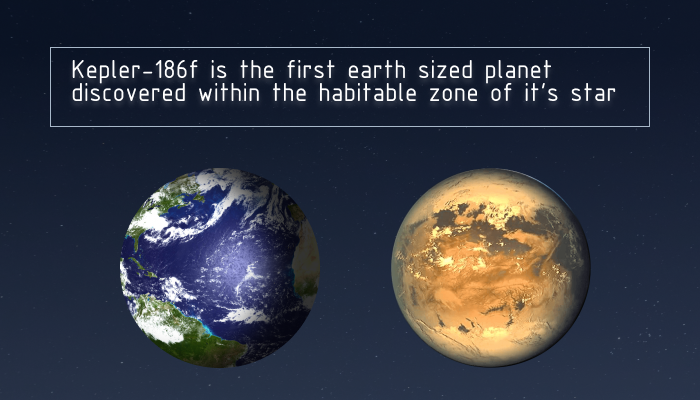 Kepler-186f is the first earth sized planet
discovered within the habitable zone of it's star